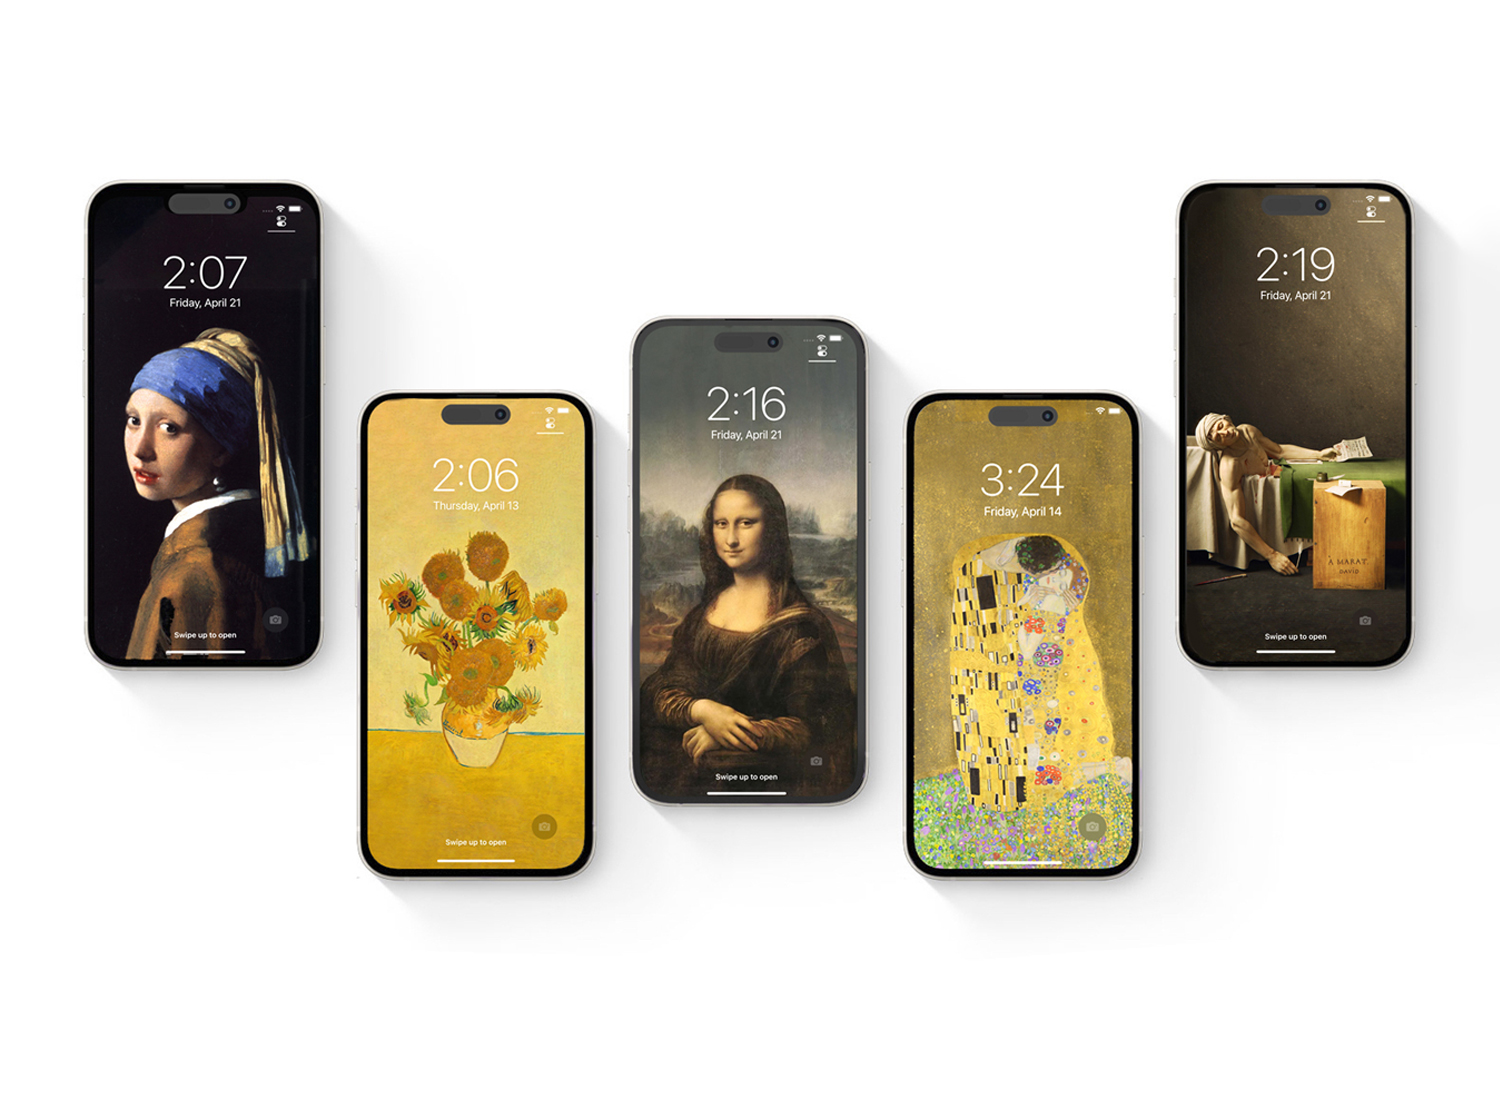 2:07
Friday, April 21
Swipe up to open
2:06
Thursday, April 13
Swipe up to open
2:16
Friday, April 21
Swipe up to open
3:24
Friday, April 14
2:19
Friday, April 21
À MARAT.
DAVID
Swipe up to open